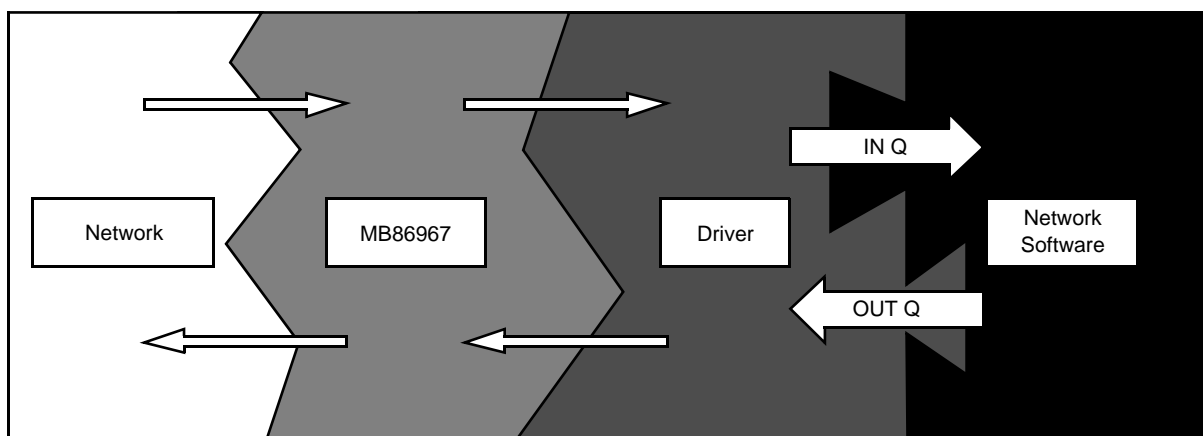 IN Q
Network
MB86967
Driver
Network
Software
OUT Q